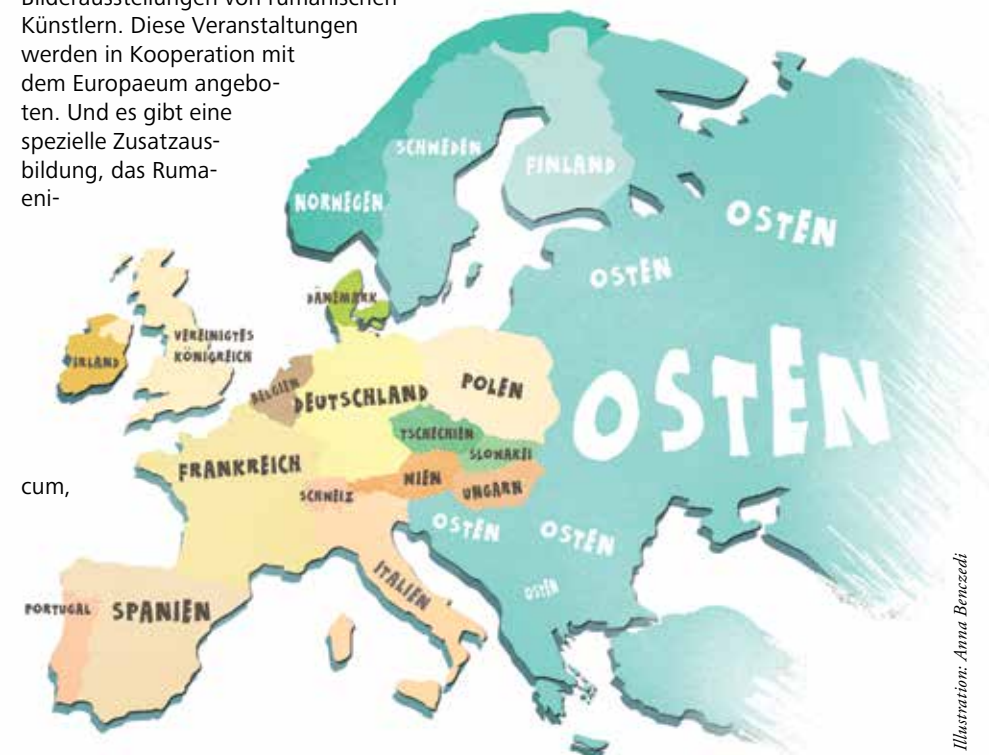 Bilderausstellungen von rumänischen
Künstlern. Diese Veranstaltungen
werden in Kooperation mit
dem Europaeum angebo-
ten. Und es gibt eine
spezielle Zusatzaus-
bildung, das Ruma-
eni-
cum,
SCHWEDEN
FINLAND
NORWEGEN
OSTEN
OSTEN
DÄNEMARK
VEREINIGTES
KÖNIGREICH
IRLAND
BELGIEN
DEUTSCHLAND
POLEN
OSTEN
TSCHECHIEN
SLOWAKEI
FRANKREICH
SCHWEIZ
WIEN
UNGARN
OSTEN
OSTEN
OSTEN
ITALIEN
PORTUGAL
SPANIEN
Illustration: Anna Benczedi